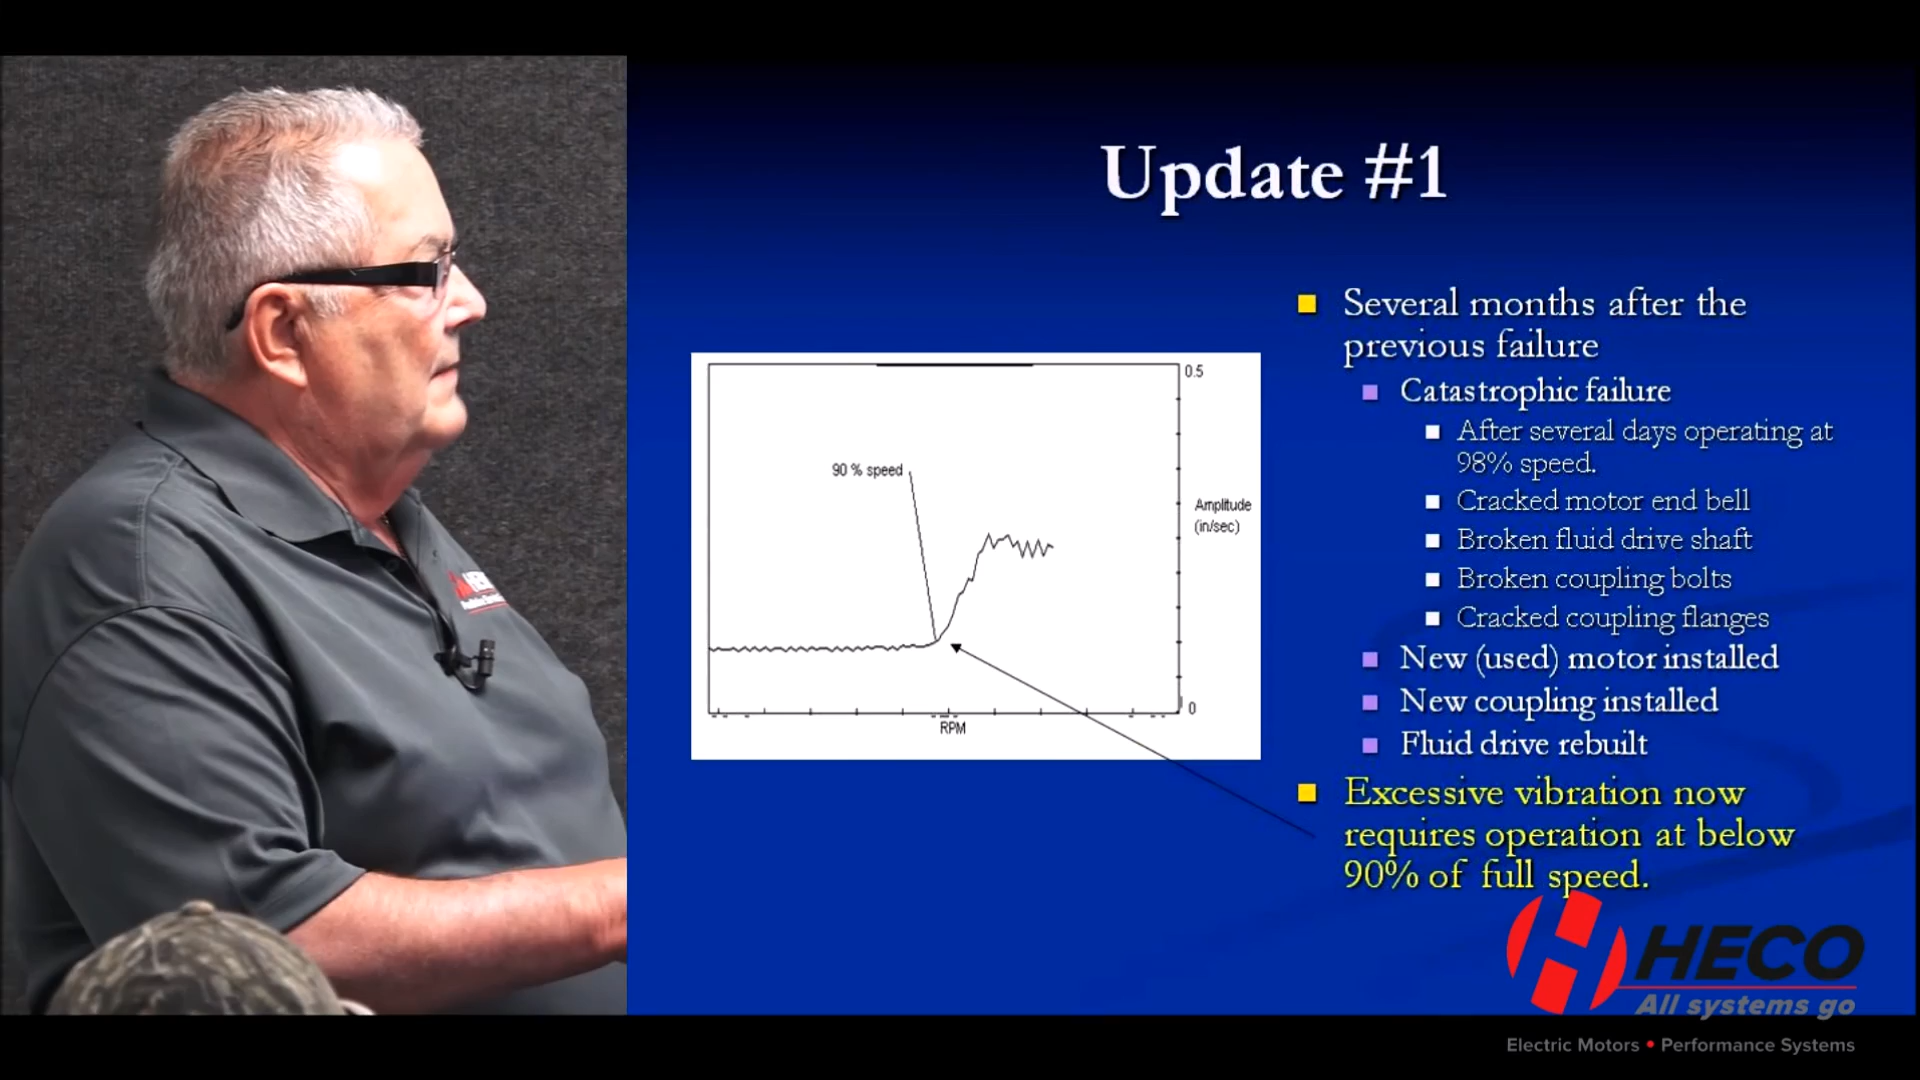 Update #1
0.5
90 % speed
Amplitude
(in/sec)
0
RPM
Several months after the
previous failure
Catastrophic failure
After several days operating at
98% speed.
Cracked motor end bell
Broken fluid drive shaft
Broken coupling bolts
Cracked coupling flanges
New (used) motor installed
New coupling installed
Fluid drive rebuilt
Excessive vibration now
requires operation at below
90% of full speed.
HECO
All systems go
Electric Motors • Performance Systems